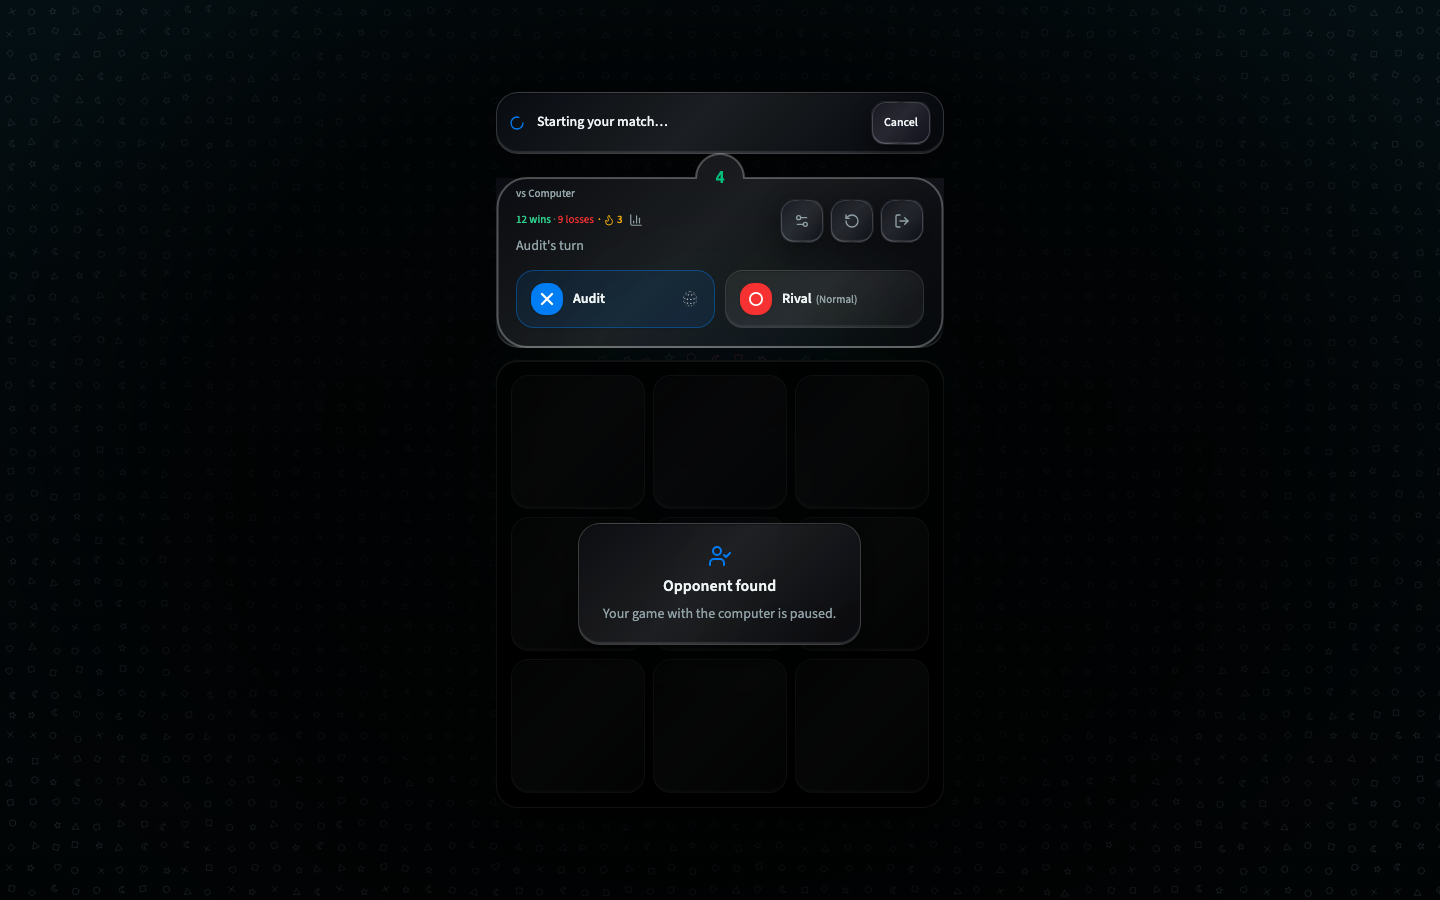 Starting your match...
Cancel
4
vs Computer
12 wins · 9 losses · 3
Audit's turn
Audit
Rival (Normal)
Opponent found
Your game with the computer is paused.